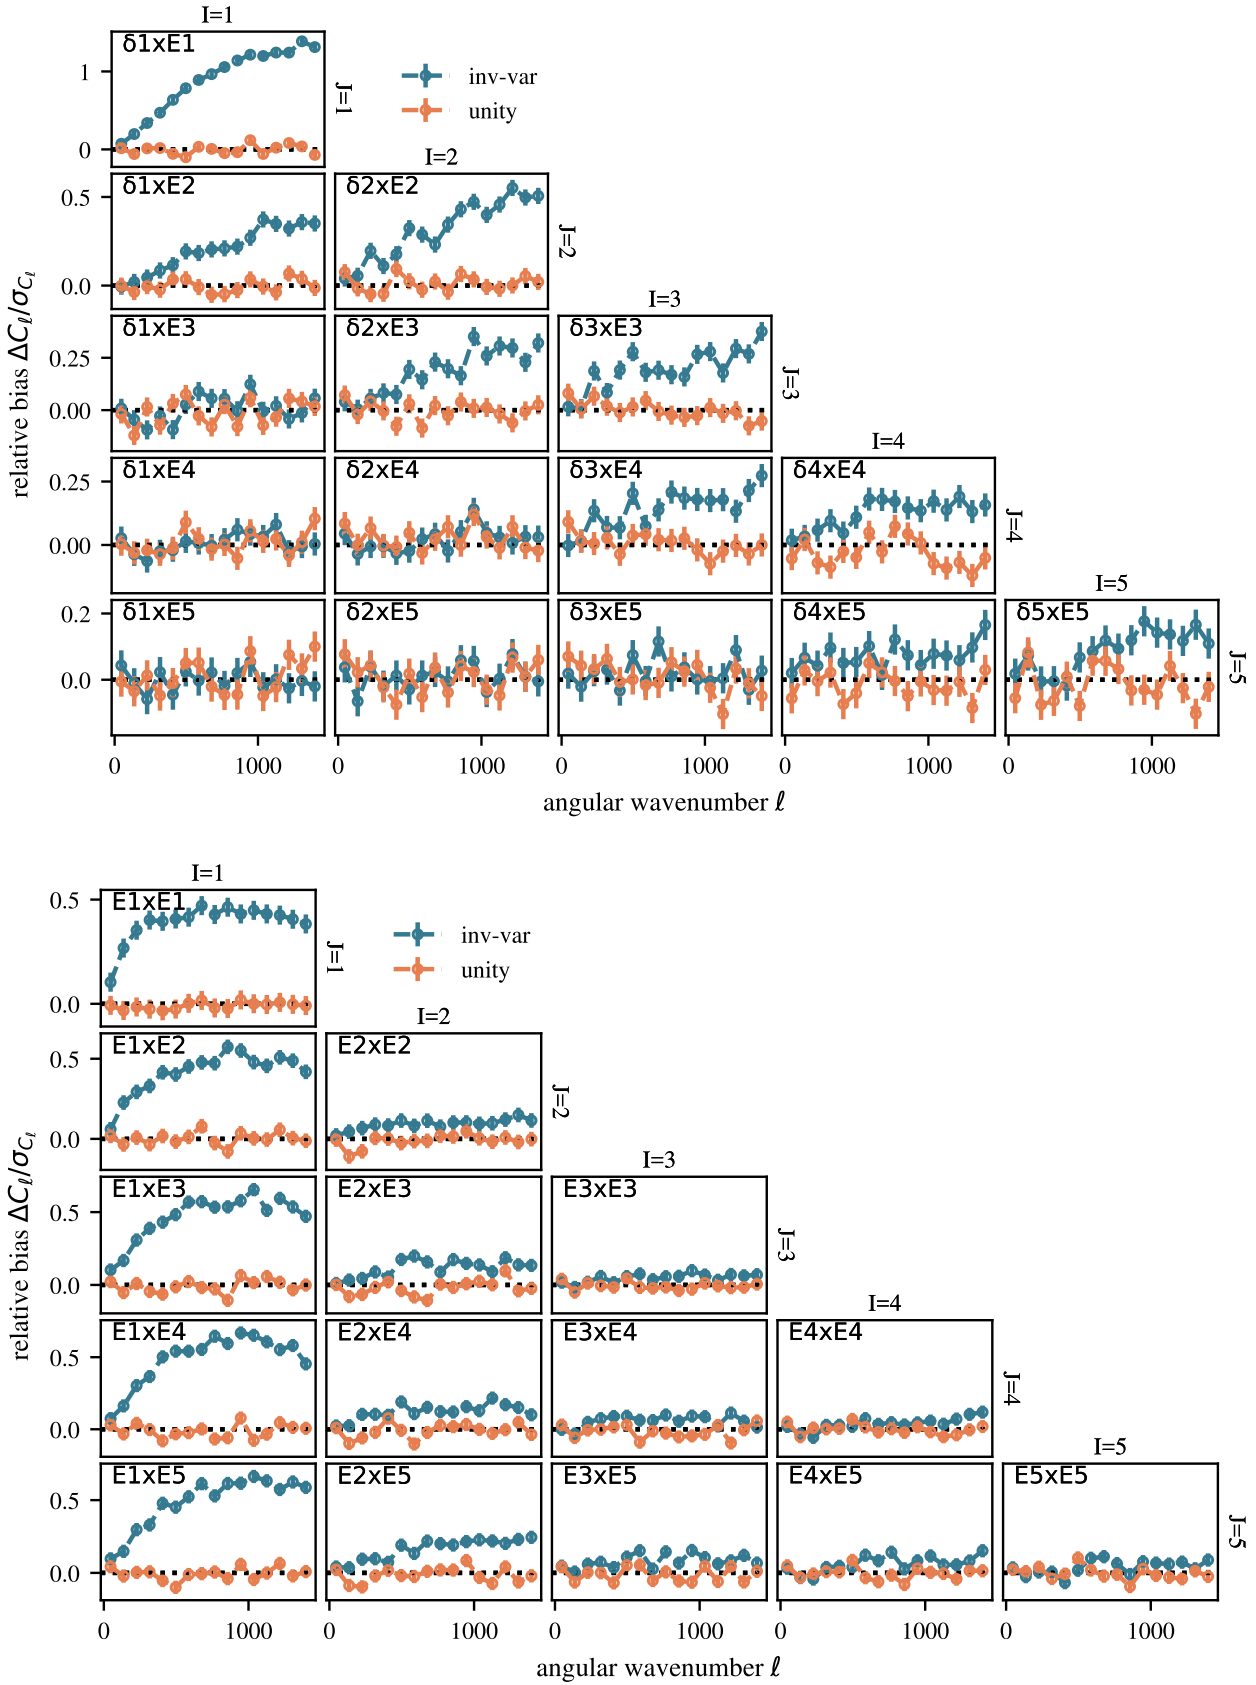 I=1
δ1xE1
1
0
inv-var
unity
J=1
I=2
δ1xE2
δ2xE2
0.5
0.0
J=2
I=3
δ1xE3
δ2xE3
δ3xE3
0.25
0.00
J=3
relative bias ΔCℓ/σCℓ
I=4
δ1xE4
δ2xE4
δ3xE4
δ4xE4
0.25
0.00
J=4
I=5
δ1xE5
δ2xE5
δ3xE5
δ4xE5
δ5xE5
0.2
0.0
J=5
0 1000 0 1000 0 1000 0 1000 0 1000
angular wavenumber ℓ
I=1
E1xE1
0.5
0.0
inv-var
unity
J=1
I=2
E1xE2
E2xE2
0.5
0.0
J=2
I=3
E1xE3
E2xE3
E3xE3
0.5
0.0
J=3
relative bias ΔCℓ/σCℓ
I=4
E1xE4
E2xE4
E3xE4
E4xE4
0.5
0.0
J=4
I=5
E1xE5
E2xE5
E3xE5
E4xE5
E5xE5
0.5
0.0
J=5
0 1000 0 1000 0 1000 0 1000 0 1000
angular wavenumber ℓ